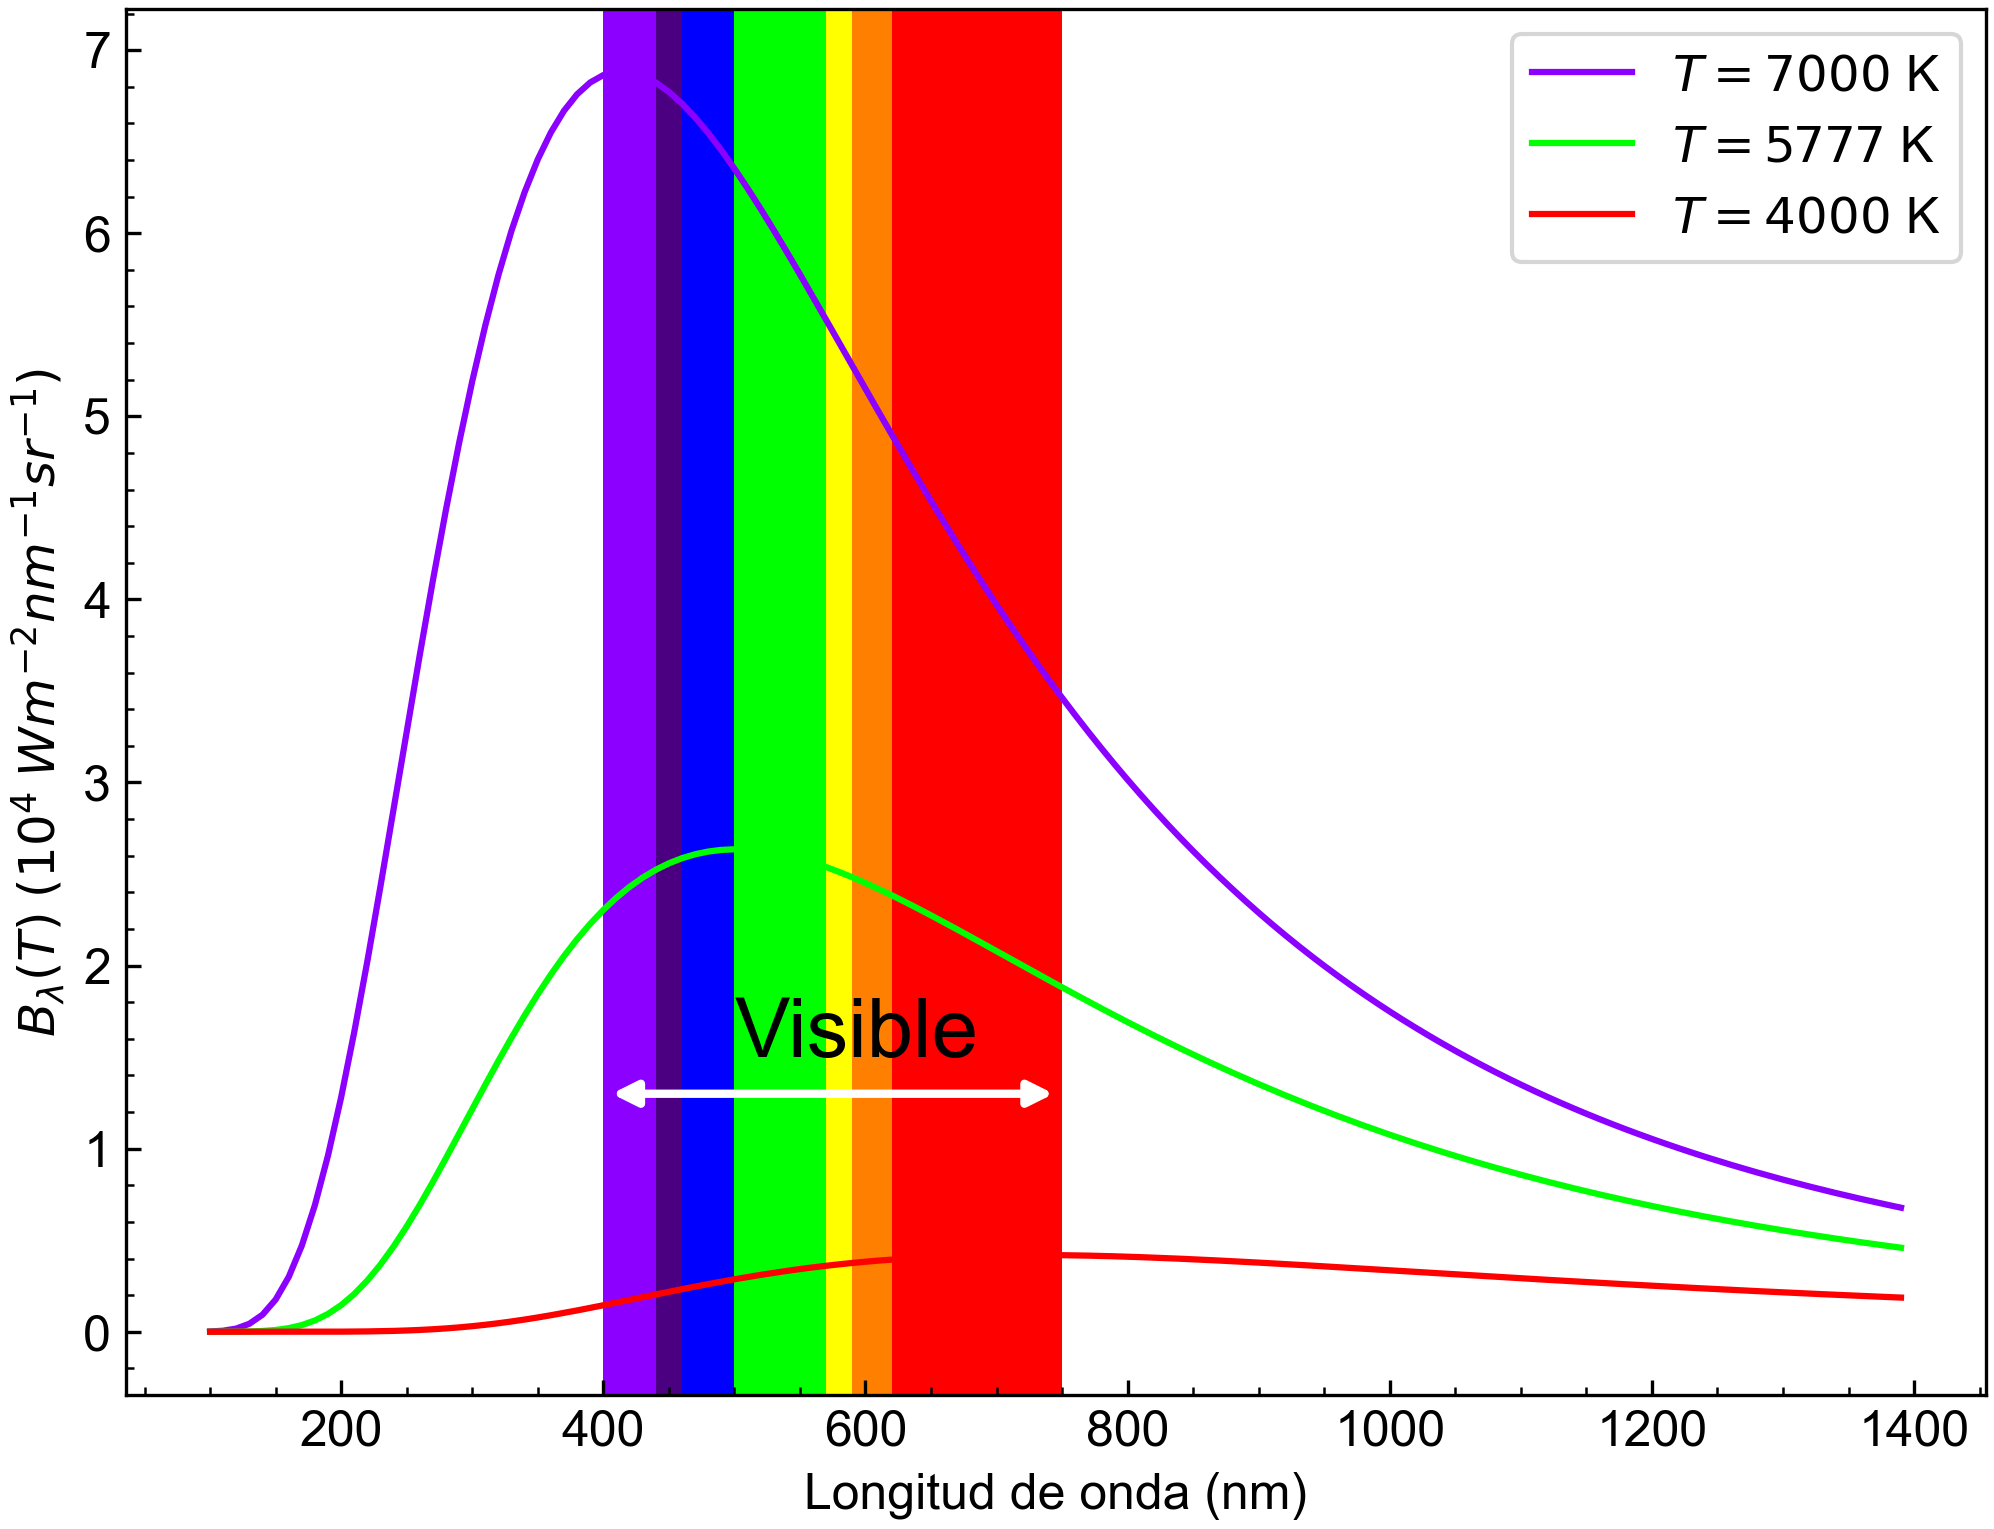 7
6
5
4
3
2
1
0
B_λ(T) (10⁴ Wm⁻²nm⁻¹sr⁻¹)
T = 7000 K
T = 5777 K
T = 4000 K
Visible
200 400 600 800 1000 1200 1400
Longitud de onda (nm)